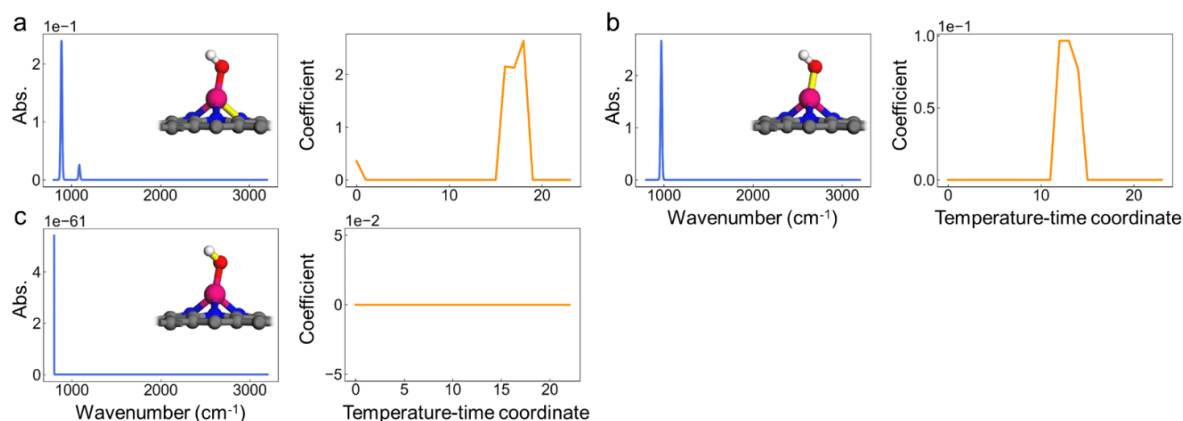 a
1e−1
Abs.
2
1
0
1000
2000
3000
Coefficient
2
1
0
0
10
20
b
Abs.
2
1
0
1000
2000
3000
Wavenumber (cm⁻¹)
1e−1
Coefficient
1.0
0.5
0.0
0
10
20
Temperature-time coordinate
c
1e−61
Abs.
4
2
0
1000
2000
3000
Wavenumber (cm⁻¹)
1e−2
Coefficient
5
0
−5
0
5
10
15
20
Temperature-time coordinate